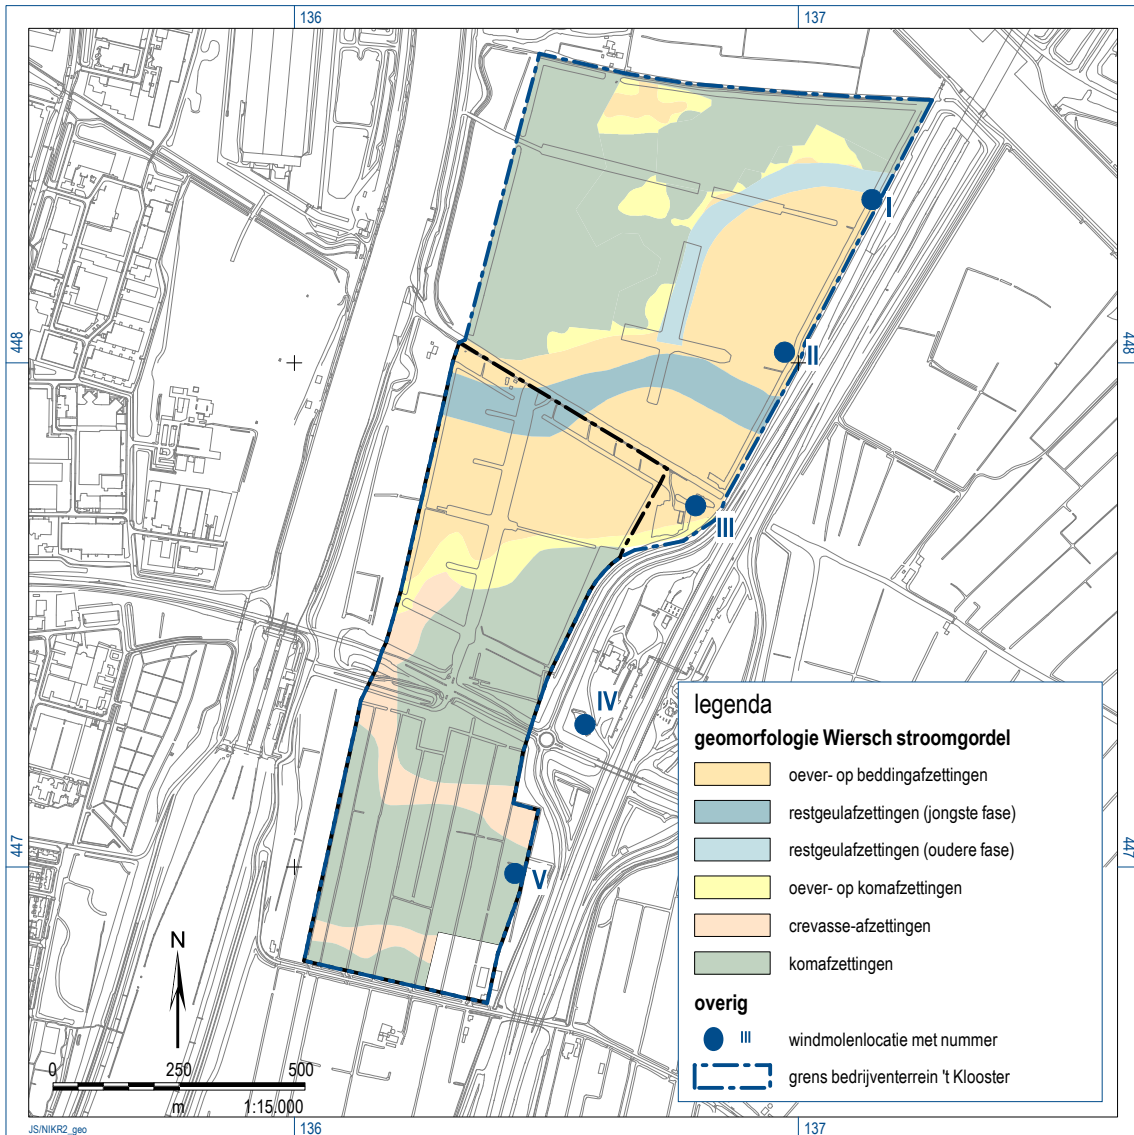 136
137
448
448
I
II
III
IV
V
447
447
legenda
geomorfologie Wiersch stroomgordel
oever- op beddingafzettingen
restgeulafzettingen (jongste fase)
restgeulafzettingen (oudere fase)
oever- op komafzettingen
crevasse-afzettingen
komafzettingen
overig
III windmolenlocatie met nummer
grens bedrijventerrein 't Klooster
N
0 250 500
m 1:15.000
JS/NIKR2_geo
136
137